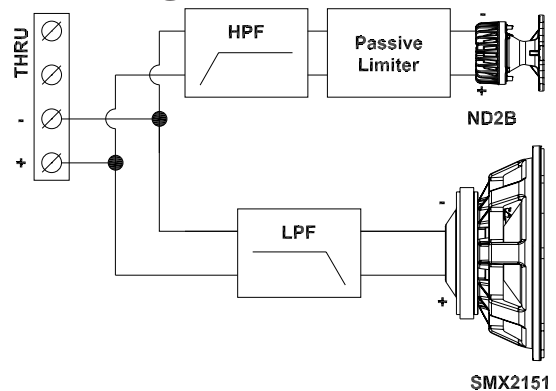 THRU
-
+
HPF
Passive
Limiter
-
+
ND2B
LPF
-
+
SMX2151